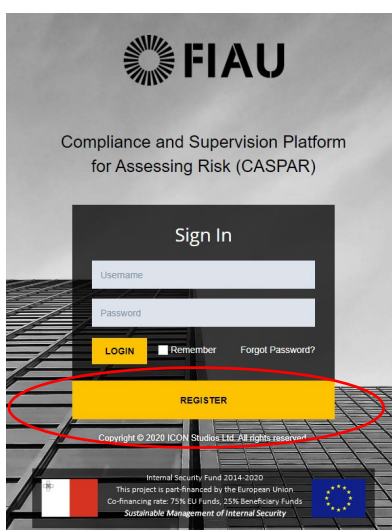 FIAU
Compliance and Supervision Platform
for Assessing Risk (CASPAR)
Sign In
Username
Password
LOGIN
Remember
Forgot Password?
REGISTER
Copyright © 2020 ICON Studios Ltd. All rights reserved
Internal Security Fund 2014-2020
This project is part-financed by the European Union
Co-financing rate: 75% EU Funds, 25% Beneficiary Funds
Sustainable Management of Internal Security